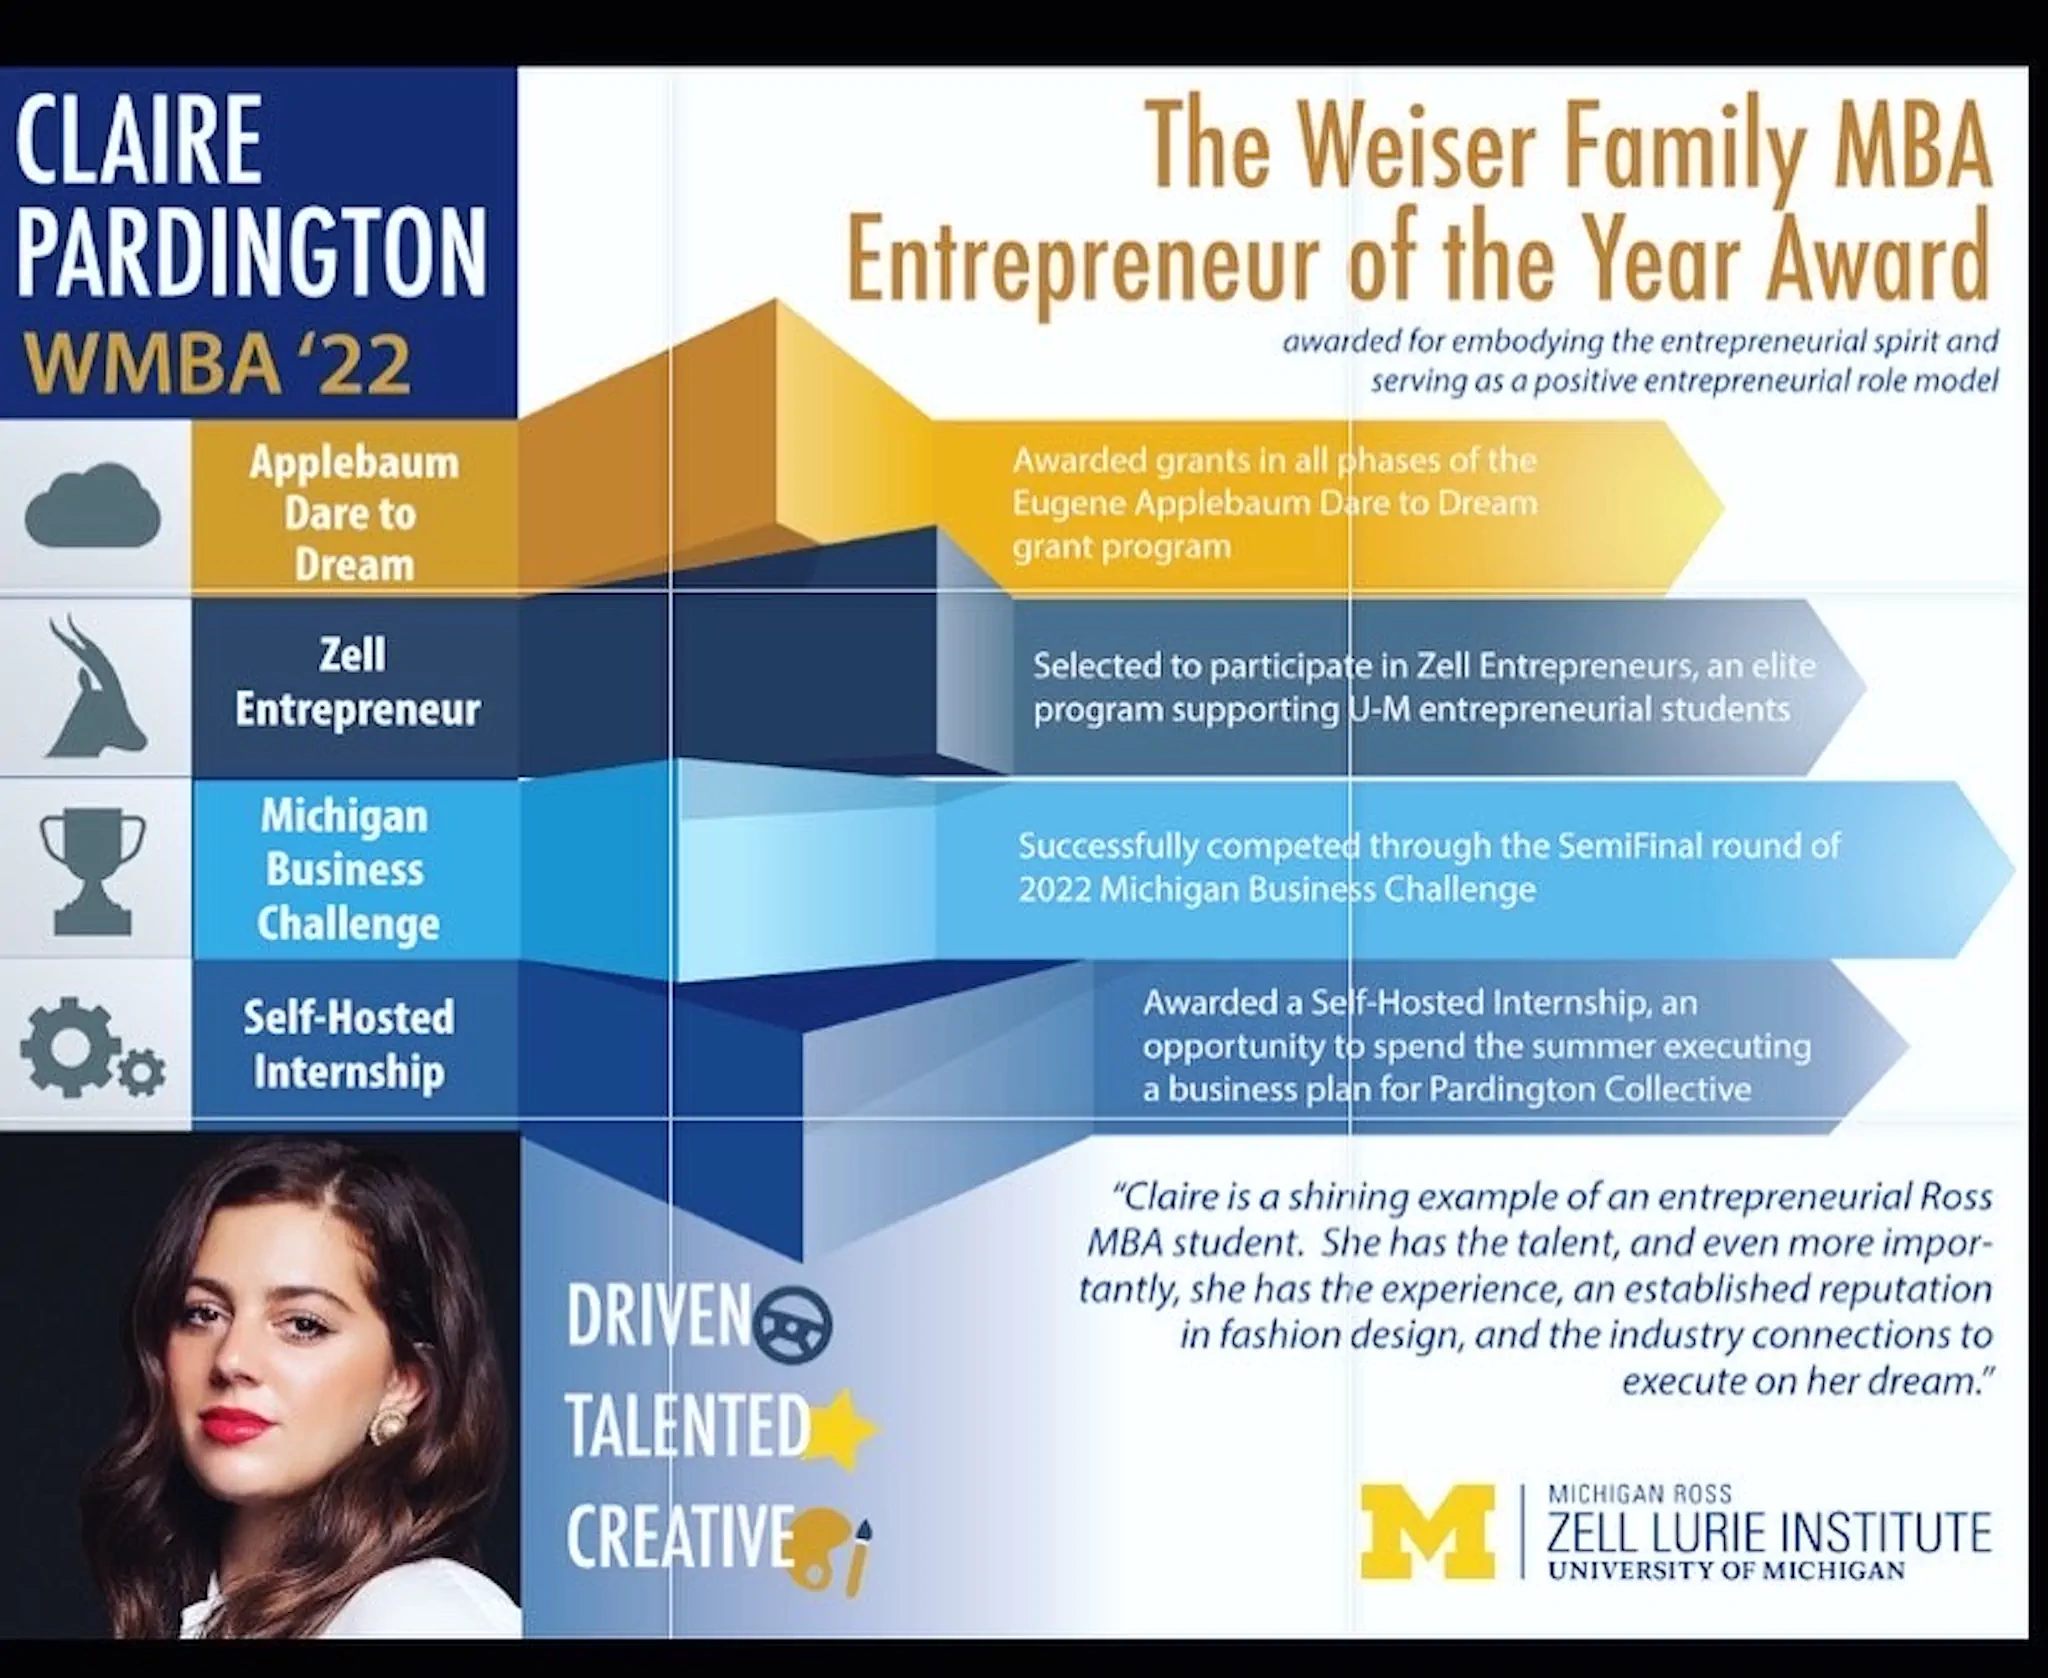 CLAIRE
PARDINGTON
WMBA ‘22
The Weiser Family MBA
Entrepreneur of the Year Award
awarded for embodying the entrepreneurial spirit and
serving as a positive entrepreneurial role model
Applebaum
Dare to
Dream
Awarded grants in all phases of the
Eugene Applebaum Dare to Dream
grant program
Zell
Entrepreneur
Selected to participate in Zell Entrepreneurs, an elite
program supporting U-M entrepreneurial students
Michigan
Business
Challenge
Successfully competed through the SemiFinal round of
2022 Michigan Business Challenge
Self-Hosted
Internship
Awarded a Self-Hosted Internship, an
opportunity to spend the summer executing
a business plan for Pardington Collective
“Claire is a shining example of an entrepreneurial Ross
MBA student. She has the talent, and even more impor-
tantly, she has the experience, an established reputation
in fashion design, and the industry connections to
execute on her dream.”
DRIVEN
TALENTED
CREATIVE
M
MICHIGAN ROSS
ZELL LURIE INSTITUTE
UNIVERSITY OF MICHIGAN